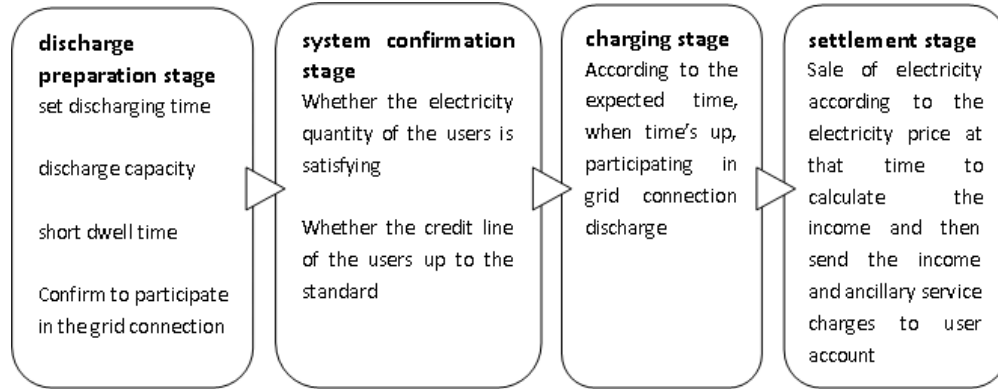 discharge
preparation stage
set discharging time
discharge capacity
short dwell time
Confirm to participate
in the grid connection
system confirmation
stage
Whether the electricity
quantity of the users is
satisfying
Whether the credit line
of the users up to the
standard
charging stage
According to the
expected time,
when time's up,
participating in
grid connection
discharge
settlement stage
Sale of electricity
according to the
electricity price at
that time to
calculate the
income and then
send the income
and ancillary service
charges to user
account